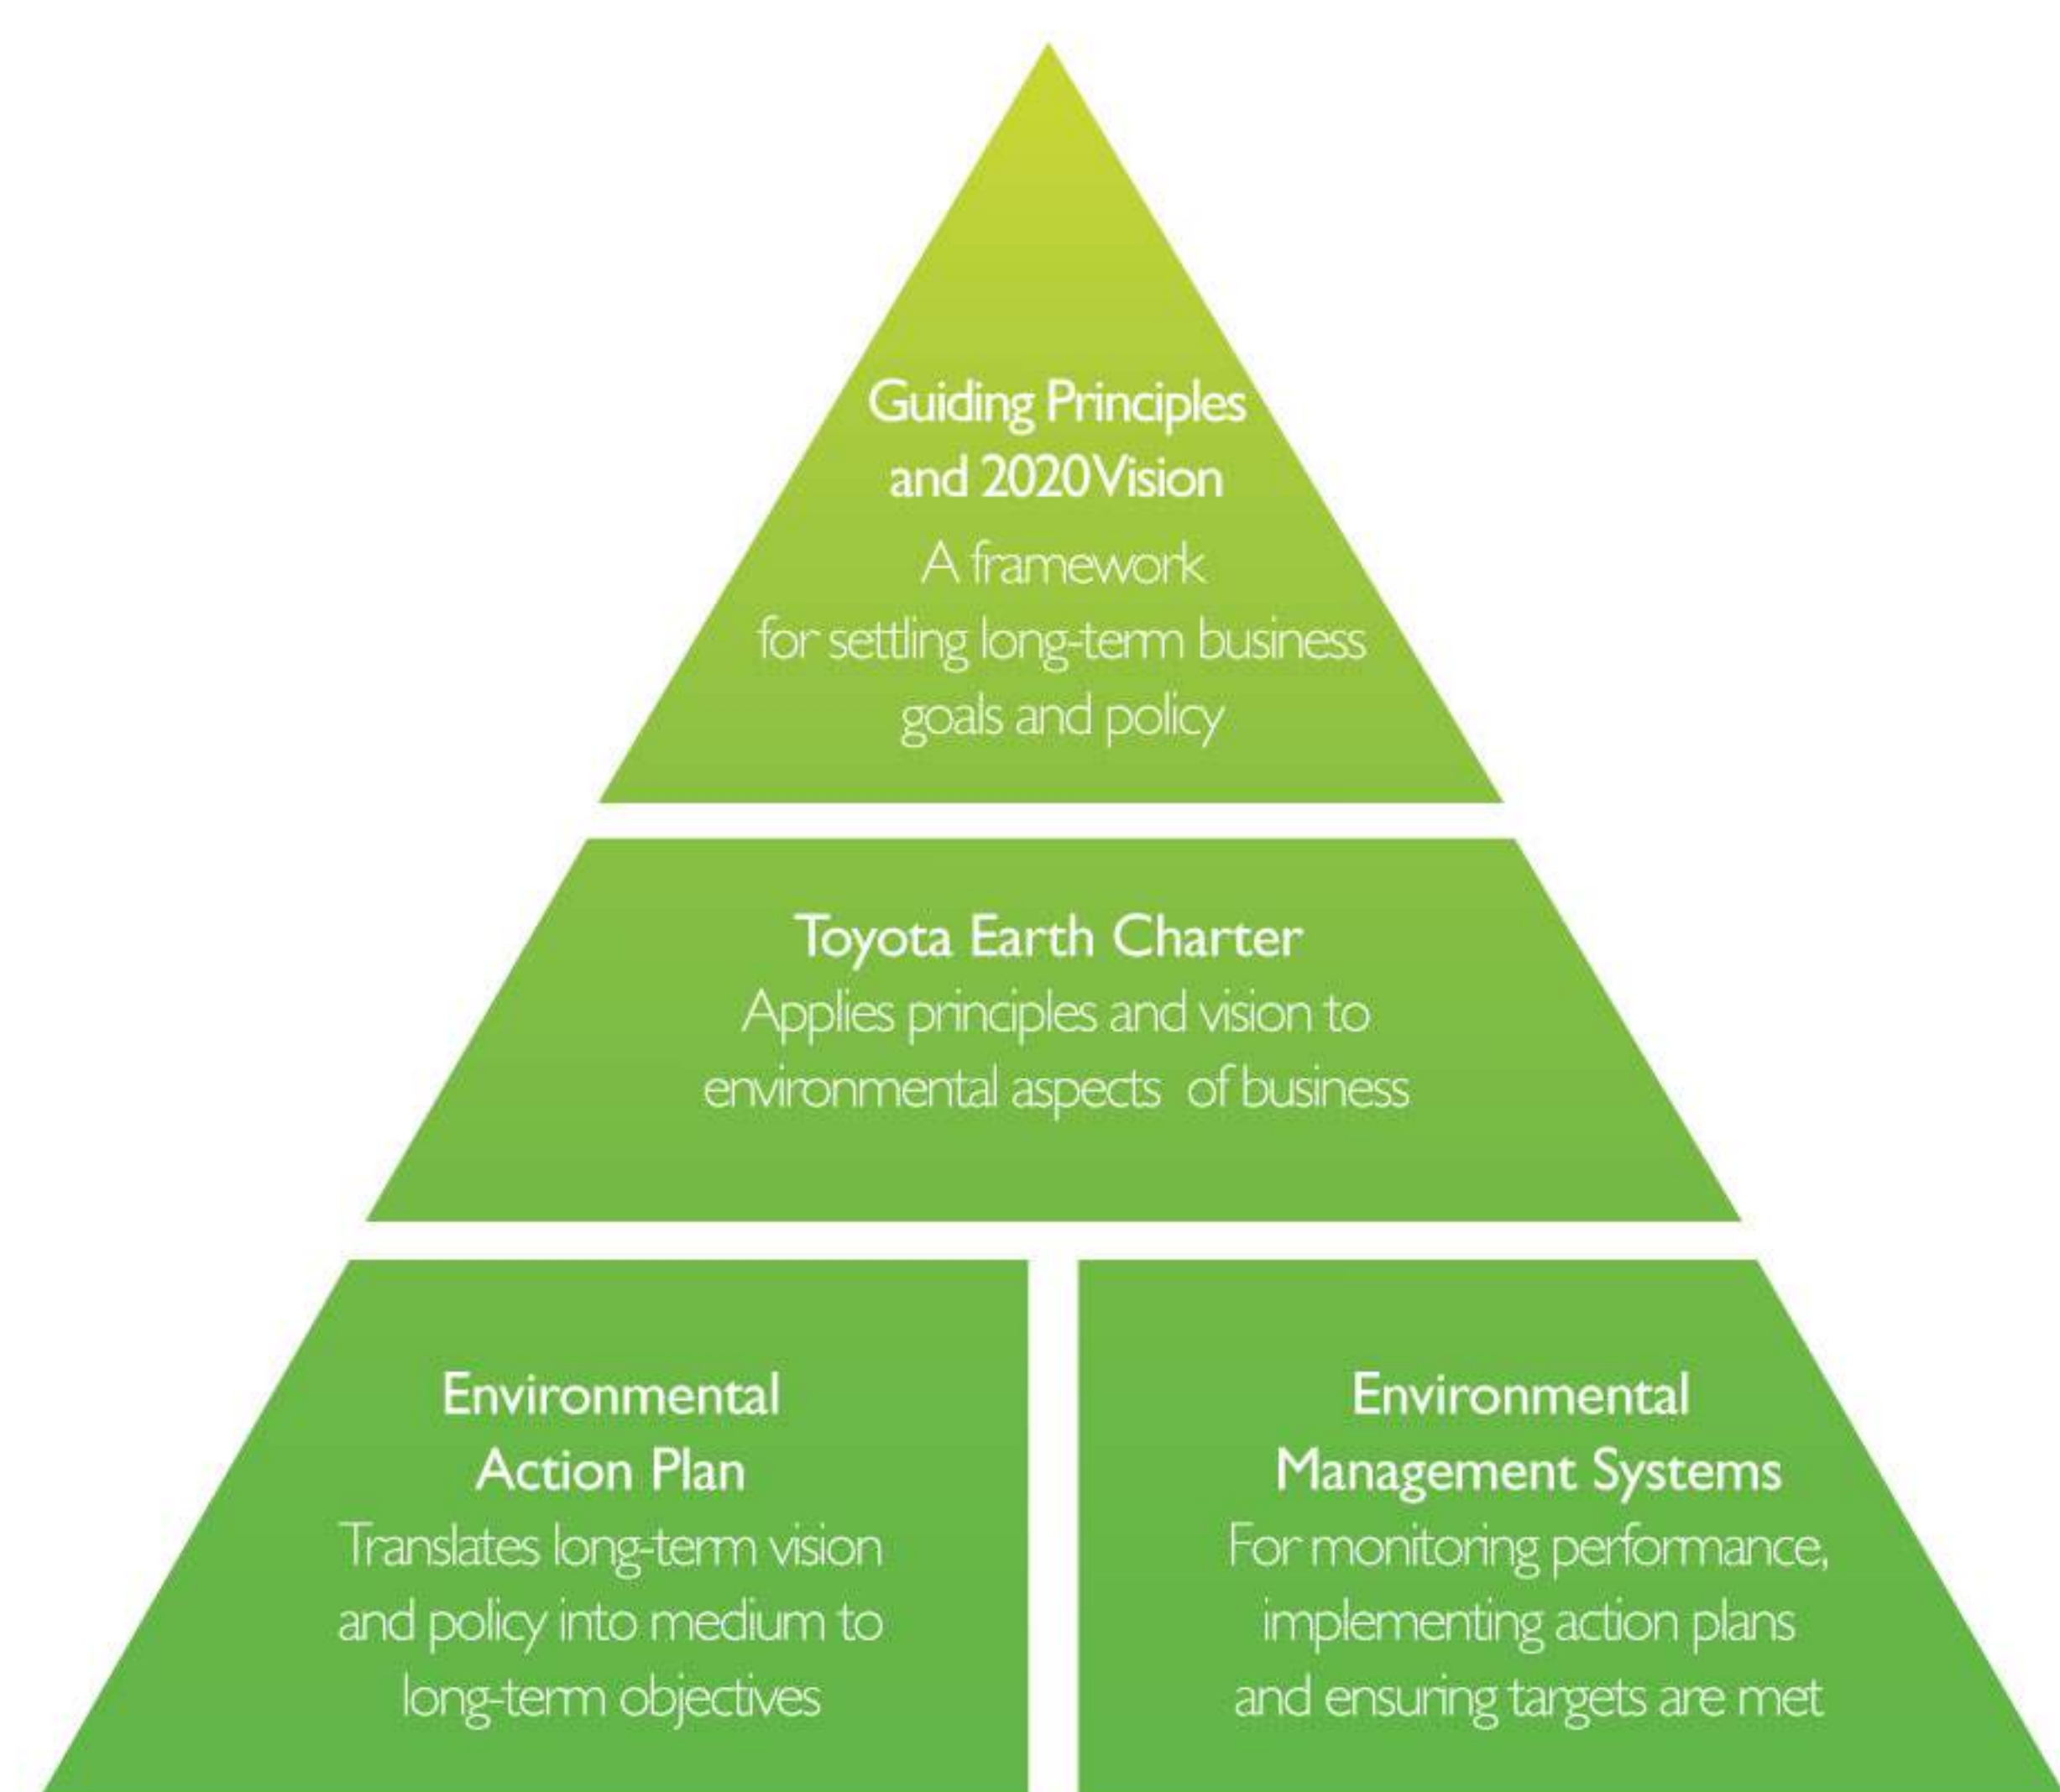 Guiding Principles
and 2020 Vision
A framework
for settling long-term business
goals and policy
Toyota Earth Charter
Applies principles and vision to
environmental aspects of business
Environmental
Action Plan
Translates long-term vision
and policy into medium to
long-term objectives
Environmental
Management Systems
For monitoring performance,
implementing action plans
and ensuring targets are met